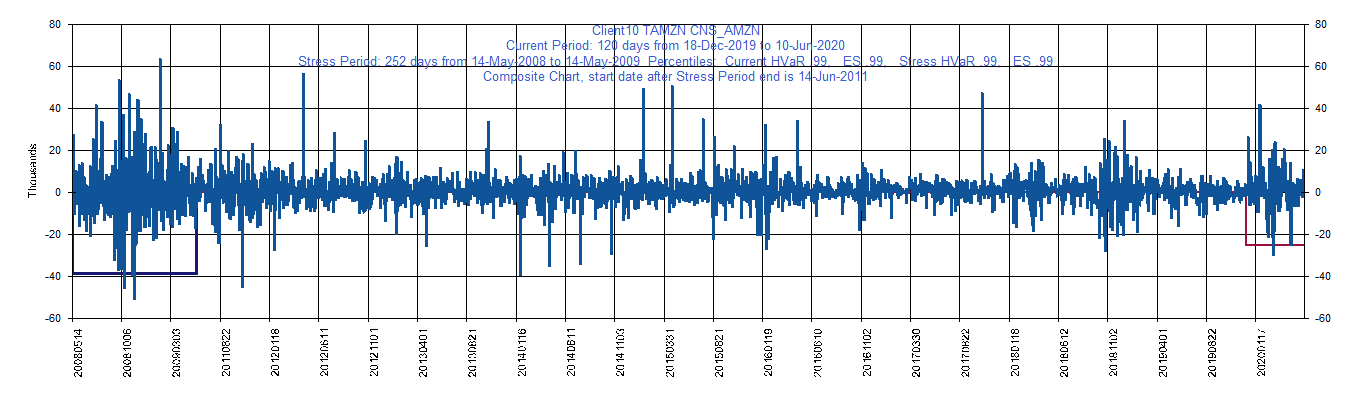 Client10 TAMZN CNS_AMZN
Current Period: 120 days from 18-Dec-2019 to 10-Jun-2020
Stress Period: 252 days from 14-May-2008 to 14-May-2009 Percentiles: Current HVaR .99, ES .99, Stress HVaR .99, ES .99
Composite Chart, start date after Stress Period end is 14-Jun-2011
80 80
60 60
40 40
20 20
0 0
-20 -20
-40 -40
-60 -60
Thousands
20080514 20081006 20090303 20110822 20120118 20120611 20121101 20130401 20130821 20140116 20140611 20141103 20150331 20150821 20160119 20160610 20161102 20170330 20170822 20180118 20180612 20181102 20190401 20190822 20200117